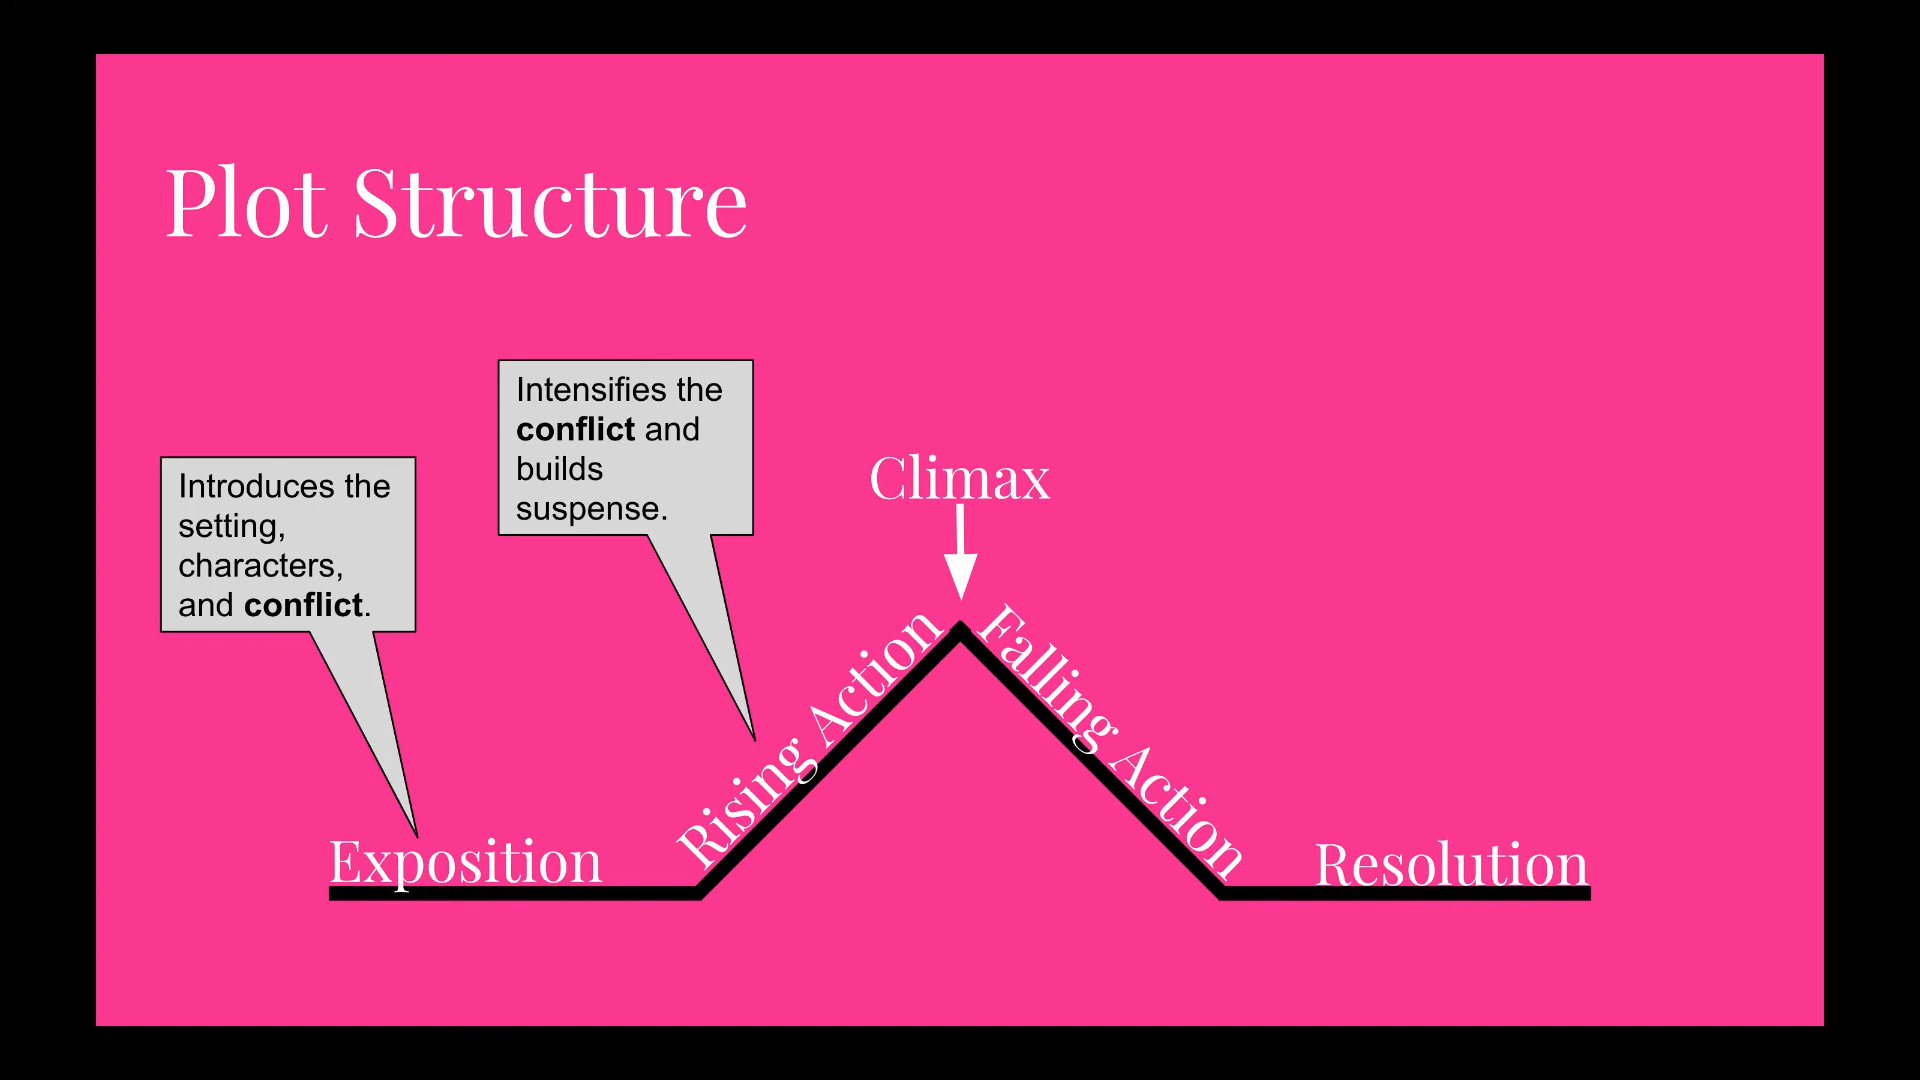 Plot Structure
Intensifies the
conflict and
builds
suspense.
Introduces the
setting,
characters,
and conflict.
Climax
Rising Action
Falling Action
Exposition
Resolution